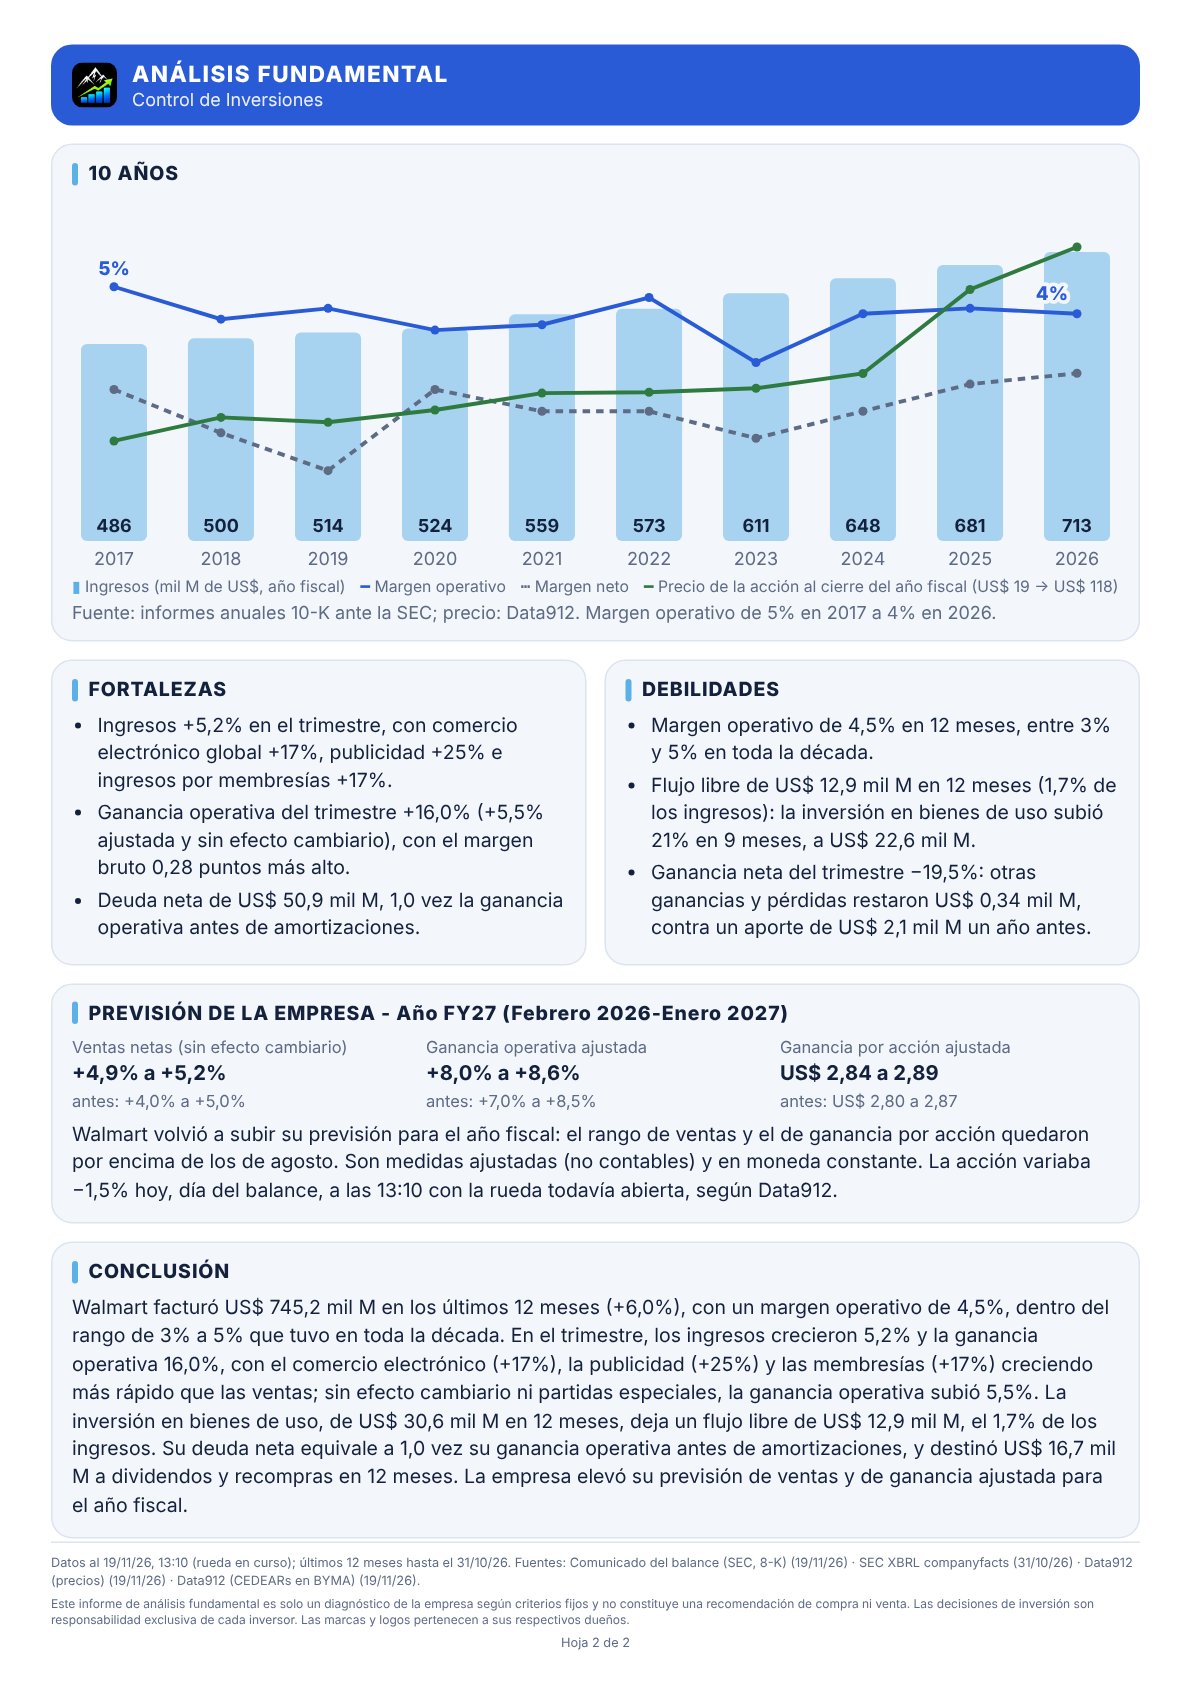 ANÁLISIS FUNDAMENTAL
Control de Inversiones
10 AÑOS
5%
4%
486 500 514 524 559 573 611 648 681 713
2017 2018 2019 2020 2021 2022 2023 2024 2025 2026
Ingresos (mil M de US$, año fiscal) Margen operativo Margen neto Precio de la acción al cierre del año fiscal (US$ 19 → US$ 118)
Fuente: informes anuales 10-K ante la SEC; precio: Data912. Margen operativo de 5% en 2017 a 4% en 2026.
FORTALEZAS
• Ingresos +5,2% en el trimestre, con comercio
electrónico global +17%, publicidad +25% e
ingresos por membresías +17%.
• Ganancia operativa del trimestre +16,0% (+5,5%
ajustada y sin efecto cambiario), con el margen
bruto 0,28 puntos más alto.
• Deuda neta de US$ 50,9 mil M, 1,0 vez la ganancia
operativa antes de amortizaciones.
DEBILIDADES
• Margen operativo de 4,5% en 12 meses, entre 3%
y 5% en toda la década.
• Flujo libre de US$ 12,9 mil M en 12 meses (1,7% de
los ingresos): la inversión en bienes de uso subió
21% en 9 meses, a US$ 22,6 mil M.
• Ganancia neta del trimestre −19,5%: otras
ganancias y pérdidas restaron US$ 0,34 mil M,
contra un aporte de US$ 2,1 mil M un año antes.
PREVISIÓN DE LA EMPRESA - Año FY27 (Febrero 2026-Enero 2027)
Ventas netas (sin efecto cambiario)
+4,9% a +5,2%
antes: +4,0% a +5,0%
Ganancia operativa ajustada
+8,0% a +8,6%
antes: +7,0% a +8,5%
Ganancia por acción ajustada
US$ 2,84 a 2,89
antes: US$ 2,80 a 2,87
Walmart volvió a subir su previsión para el año fiscal: el rango de ventas y el de ganancia por acción quedaron
por encima de los de agosto. Son medidas ajustadas (no contables) y en moneda constante. La acción variaba
−1,5% hoy, día del balance, a las 13:10 con la rueda todavía abierta, según Data912.
CONCLUSIÓN
Walmart facturó US$ 745,2 mil M en los últimos 12 meses (+6,0%), con un margen operativo de 4,5%, dentro del
rango de 3% a 5% que tuvo en toda la década. En el trimestre, los ingresos crecieron 5,2% y la ganancia
operativa 16,0%, con el comercio electrónico (+17%), la publicidad (+25%) y las membresías (+17%) creciendo
más rápido que las ventas; sin efecto cambiario ni partidas especiales, la ganancia operativa subió 5,5%. La
inversión en bienes de uso, de US$ 30,6 mil M en 12 meses, deja un flujo libre de US$ 12,9 mil M, el 1,7% de los
ingresos. Su deuda neta equivale a 1,0 vez su ganancia operativa antes de amortizaciones, y destinó US$ 16,7 mil
M a dividendos y recompras en 12 meses. La empresa elevó su previsión de ventas y de ganancia ajustada para
el año fiscal.
Datos al 19/11/26, 13:10 (rueda en curso); últimos 12 meses hasta el 31/10/26. Fuentes: Comunicado del balance (SEC, 8-K) (19/11/26) · SEC XBRL companyfacts (31/10/26) · Data912
(precios) (19/11/26) · Data912 (CEDEARs en BYMA) (19/11/26).
Este informe de análisis fundamental es solo un diagnóstico de la empresa según criterios fijos y no constituye una recomendación de compra ni venta. Las decisiones de inversión son
responsabilidad exclusiva de cada inversor. Las marcas y logos pertenecen a sus respectivos dueños.
Hoja 2 de 2